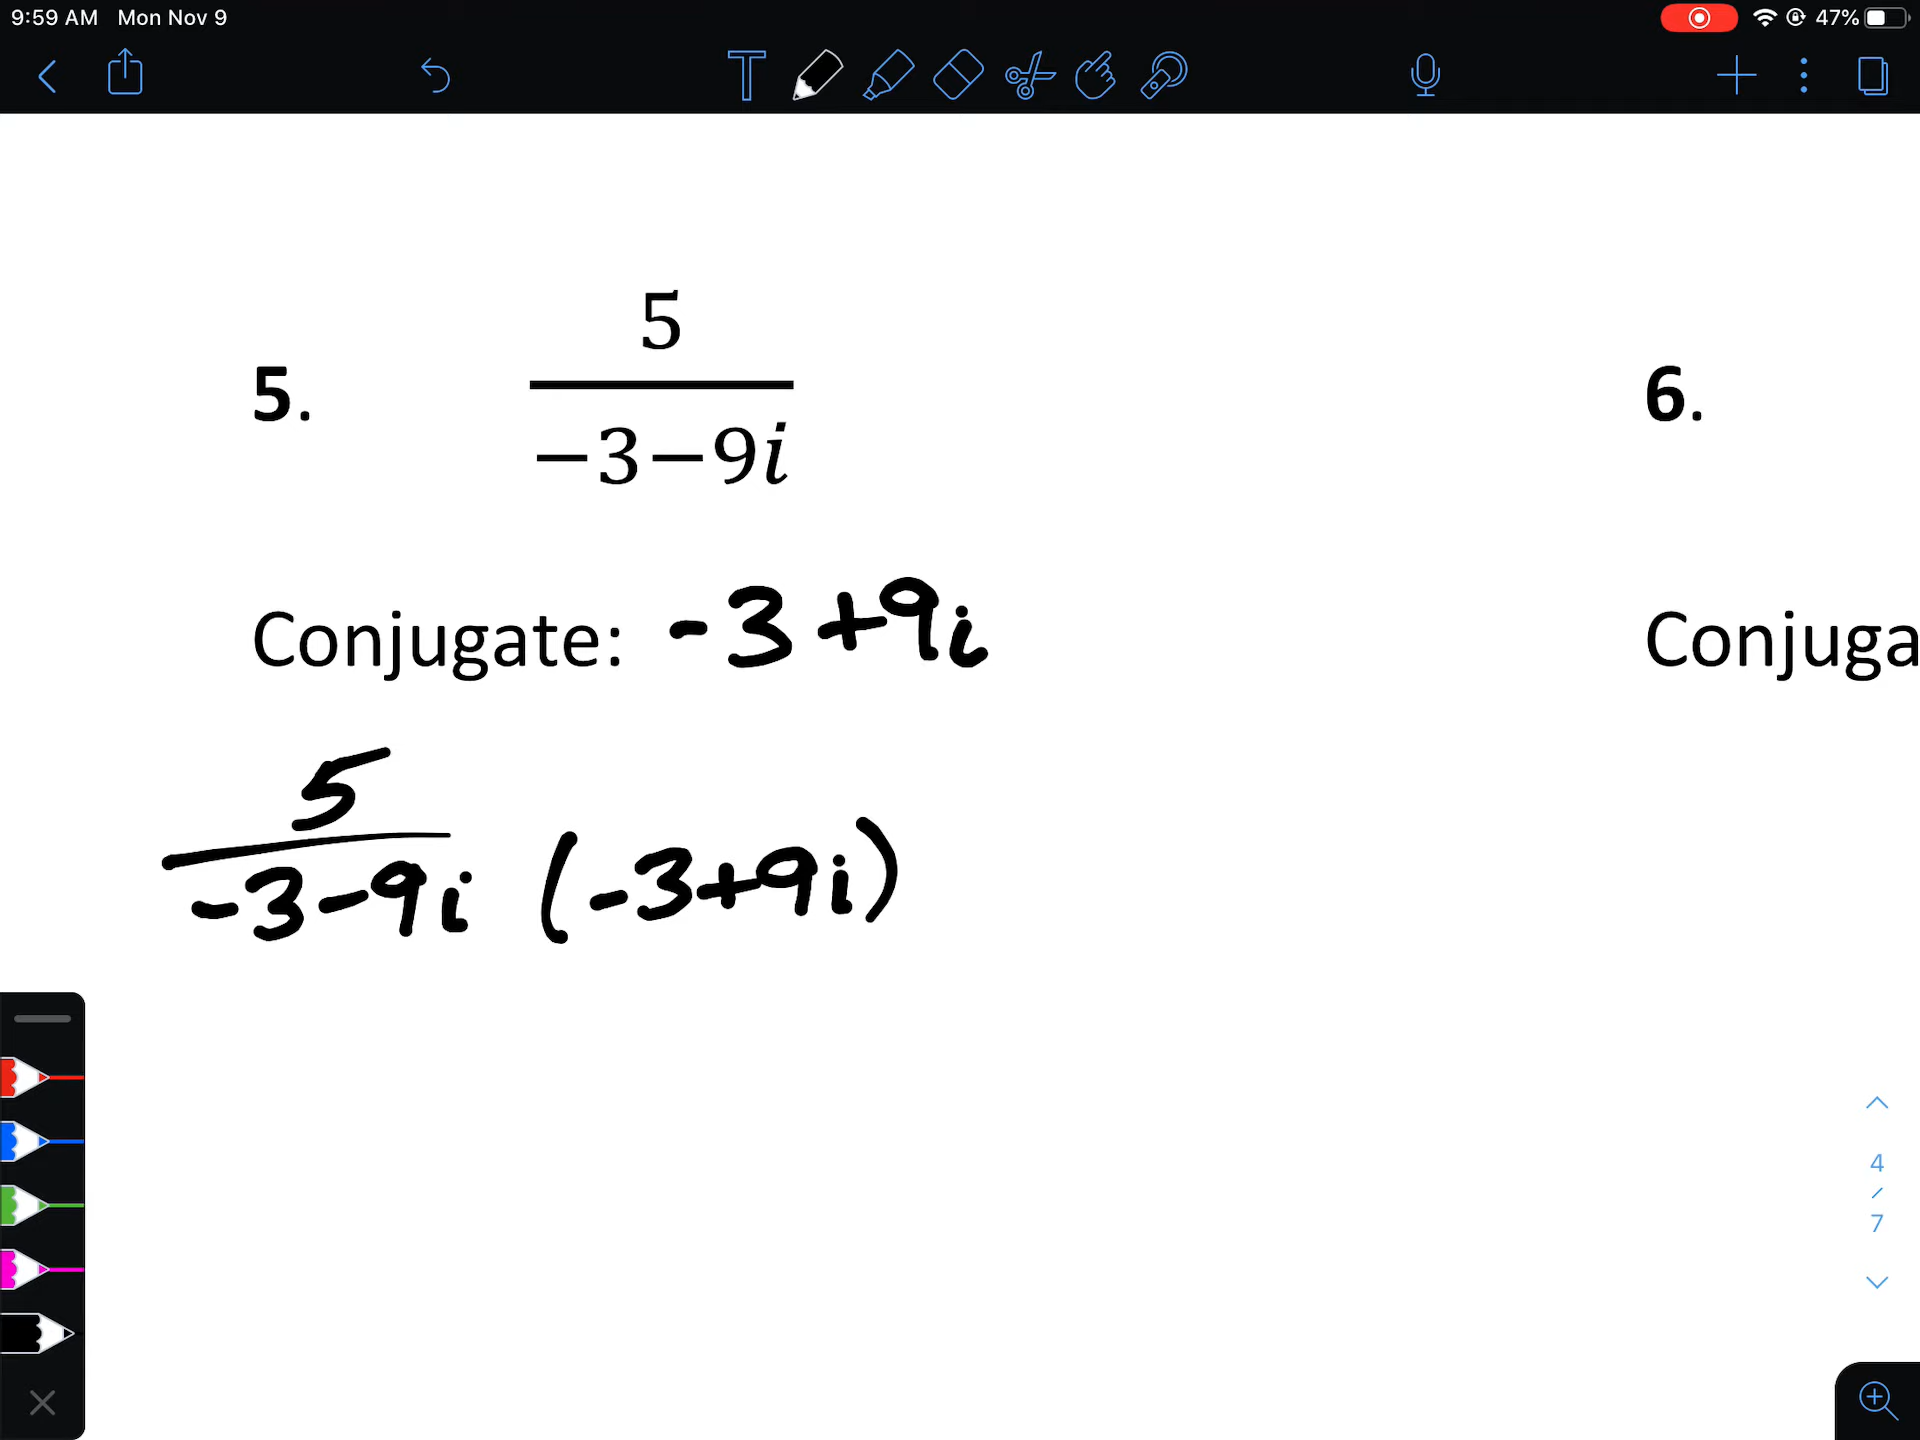 9:59 AM Mon Nov 9 47%
T
5
5. 6.
−3−9i
Conjugate: -3+9i Conjuga
5
-3-9i (-3+9i)
4
/
7